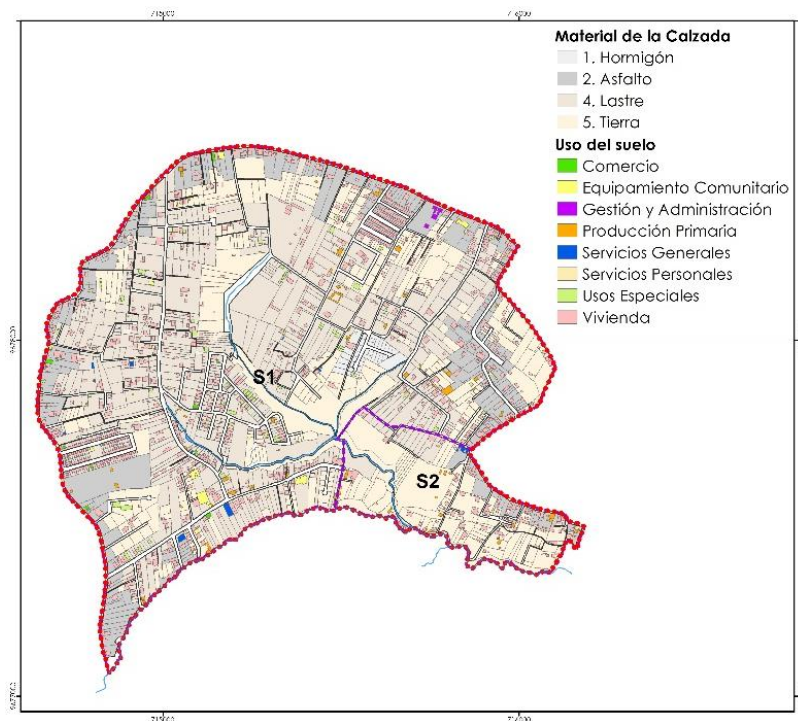 Material de la Calzada
1. Hormigón
2. Asfalto
4. Lastre
5. Tierra
Uso del suelo
Comercio
Equipamiento Comunitario
Gestión y Administración
Producción Primaria
Servicios Generales
Servicios Personales
Usos Especiales
Vivienda
S1
S2